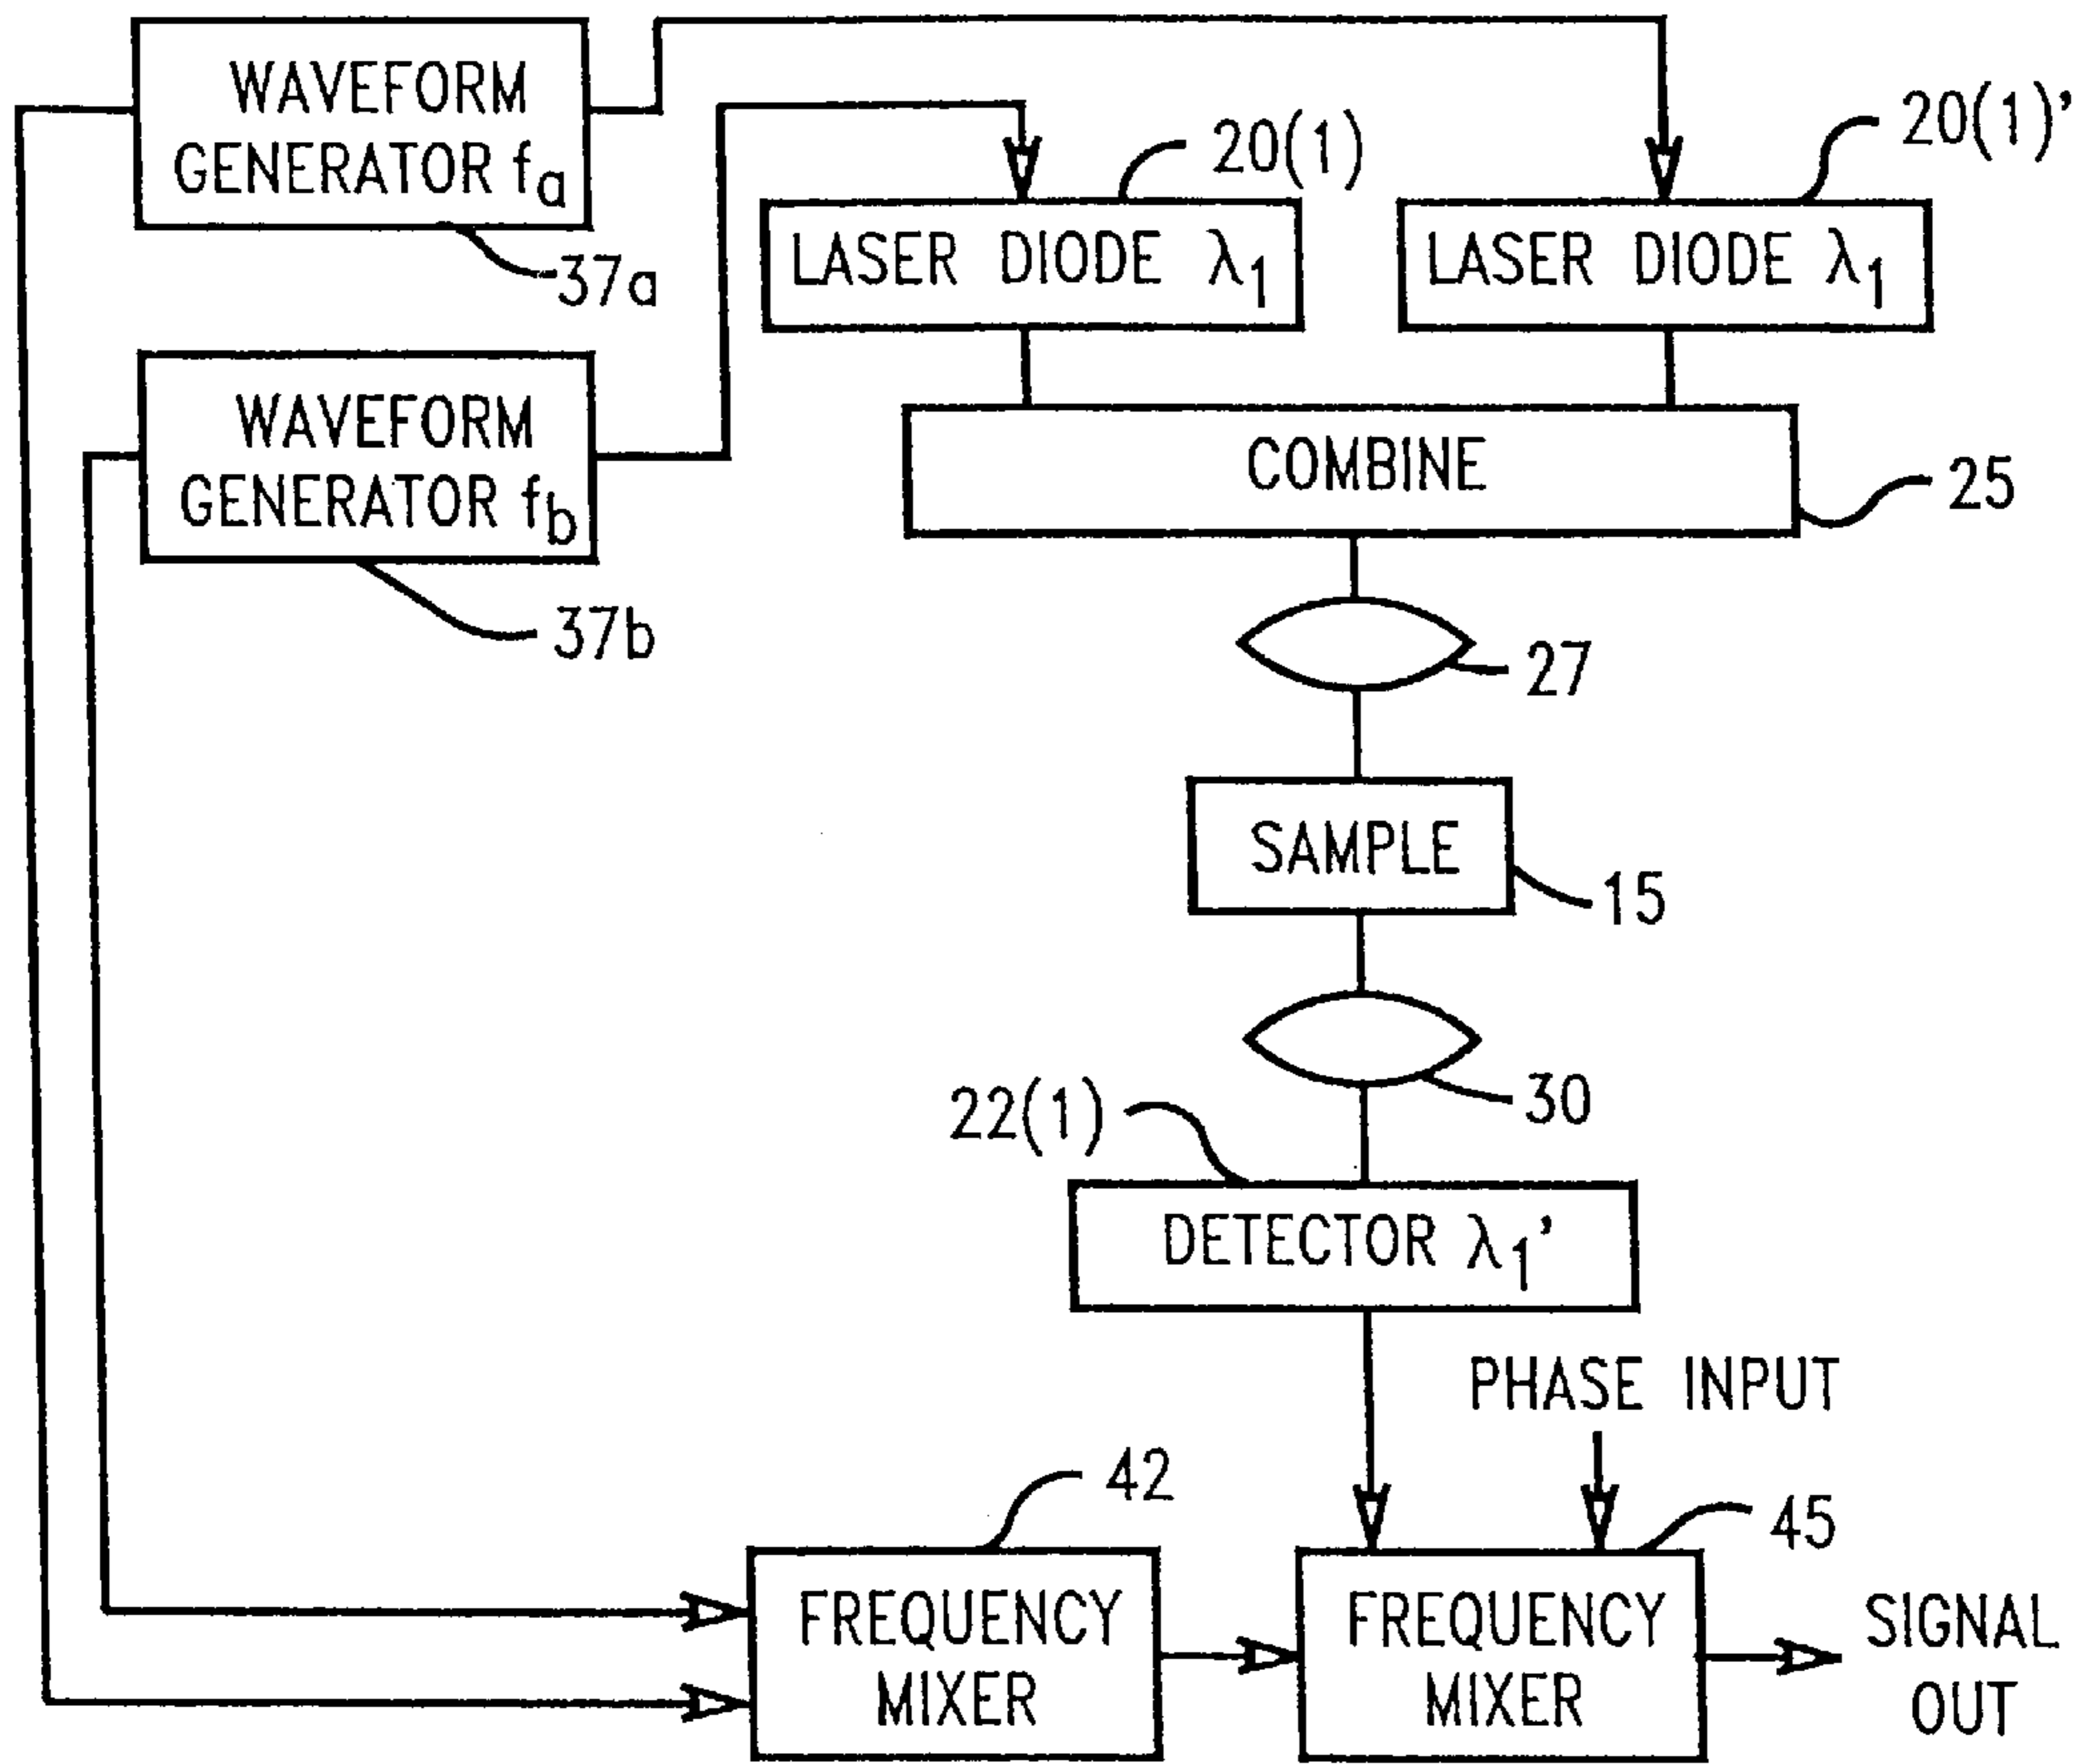 WAVEFORM
GENERATOR fa
37a
WAVEFORM
GENERATOR fb
37b
20(1)
20(1)'
LASER DIODE λ1
LASER DIODE λ1
COMBINE
25
27
SAMPLE
15
30
22(1)
DETECTOR λ1'
PHASE INPUT
42
45
FREQUENCY
MIXER
FREQUENCY
MIXER
SIGNAL
OUT